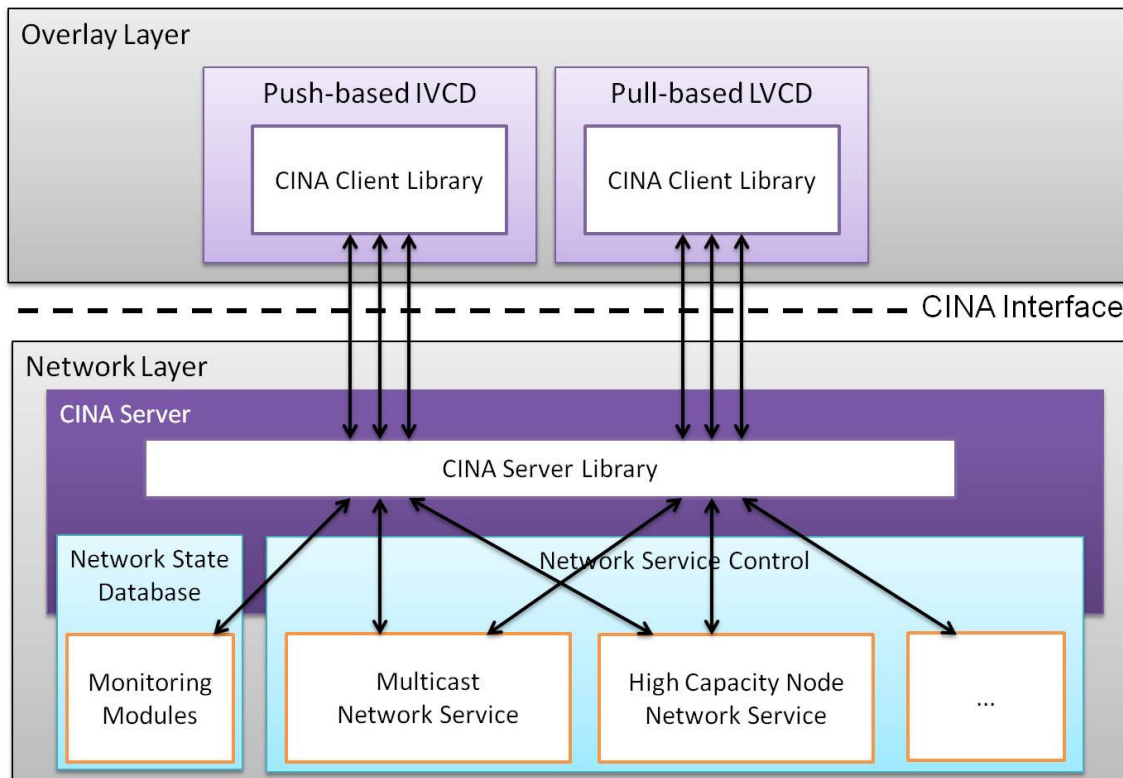 Overlay Layer
Push-based IVCD
Pull-based LVCD
CINA Client Library
CINA Client Library
CINA Interface
Network Layer
CINA Server
CINA Server Library
Network State
Database
Network Service Control
Monitoring
Modules
Multicast
Network Service
High Capacity Node
Network Service
...